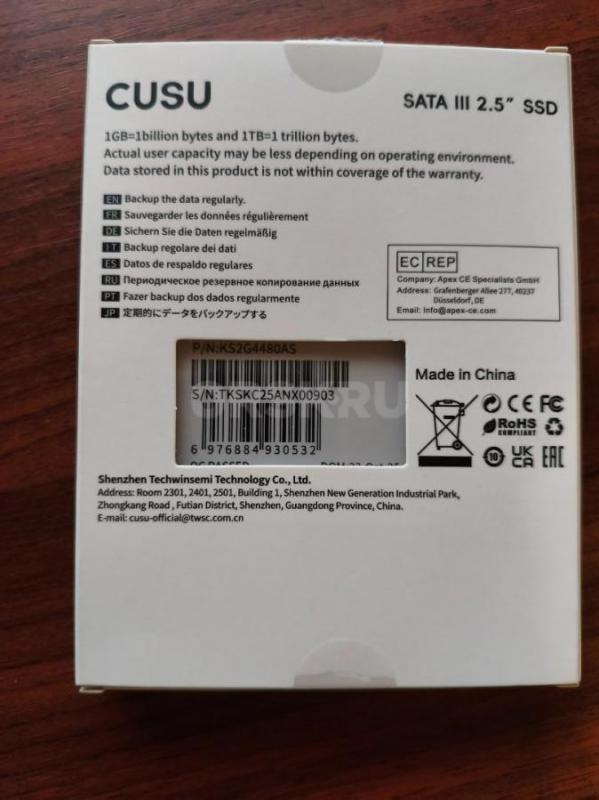 CUSU
SATA III 2.5” SSD
1GB=1billion bytes and 1TB=1 trillion bytes.
Actual user capacity may be less depending on operating environment.
Data stored in this product is not within coverage of the warranty.
EN Backup the data regularly.
FR Sauvegarder les données régulièrement
DE Sichern Sie die Daten regelmäßig
IT Backup regolare dei dati
ES Datos de respaldo regulares
RU Периодическое резервное копирование данных
PT Fazer backup dos dados regularmente
JP 定期的にデータをバックアップする
EC REP
Company: Apex CE Specialists GmbH
Address: Grafenberger Allee 277, 40237
Düsseldorf,DE
Email: Info@apex-ce.com
P/N:KS2G4480AS
S/N:TKSKC25ANX00903
6 976884 930532
Made in China
CE FC
RoHS
COMPLIANT
10 UK
CA EAC
Shenzhen Techwinsemi Technology Co., Ltd.
Address: Room 2301, 2401, 2501, Building 1, Shenzhen New Generation Industrial Park,
Zhongkang Road , Futian District, Shenzhen, Guangdong Province, China.
E-mail: cusu-official@twsc.com.cn